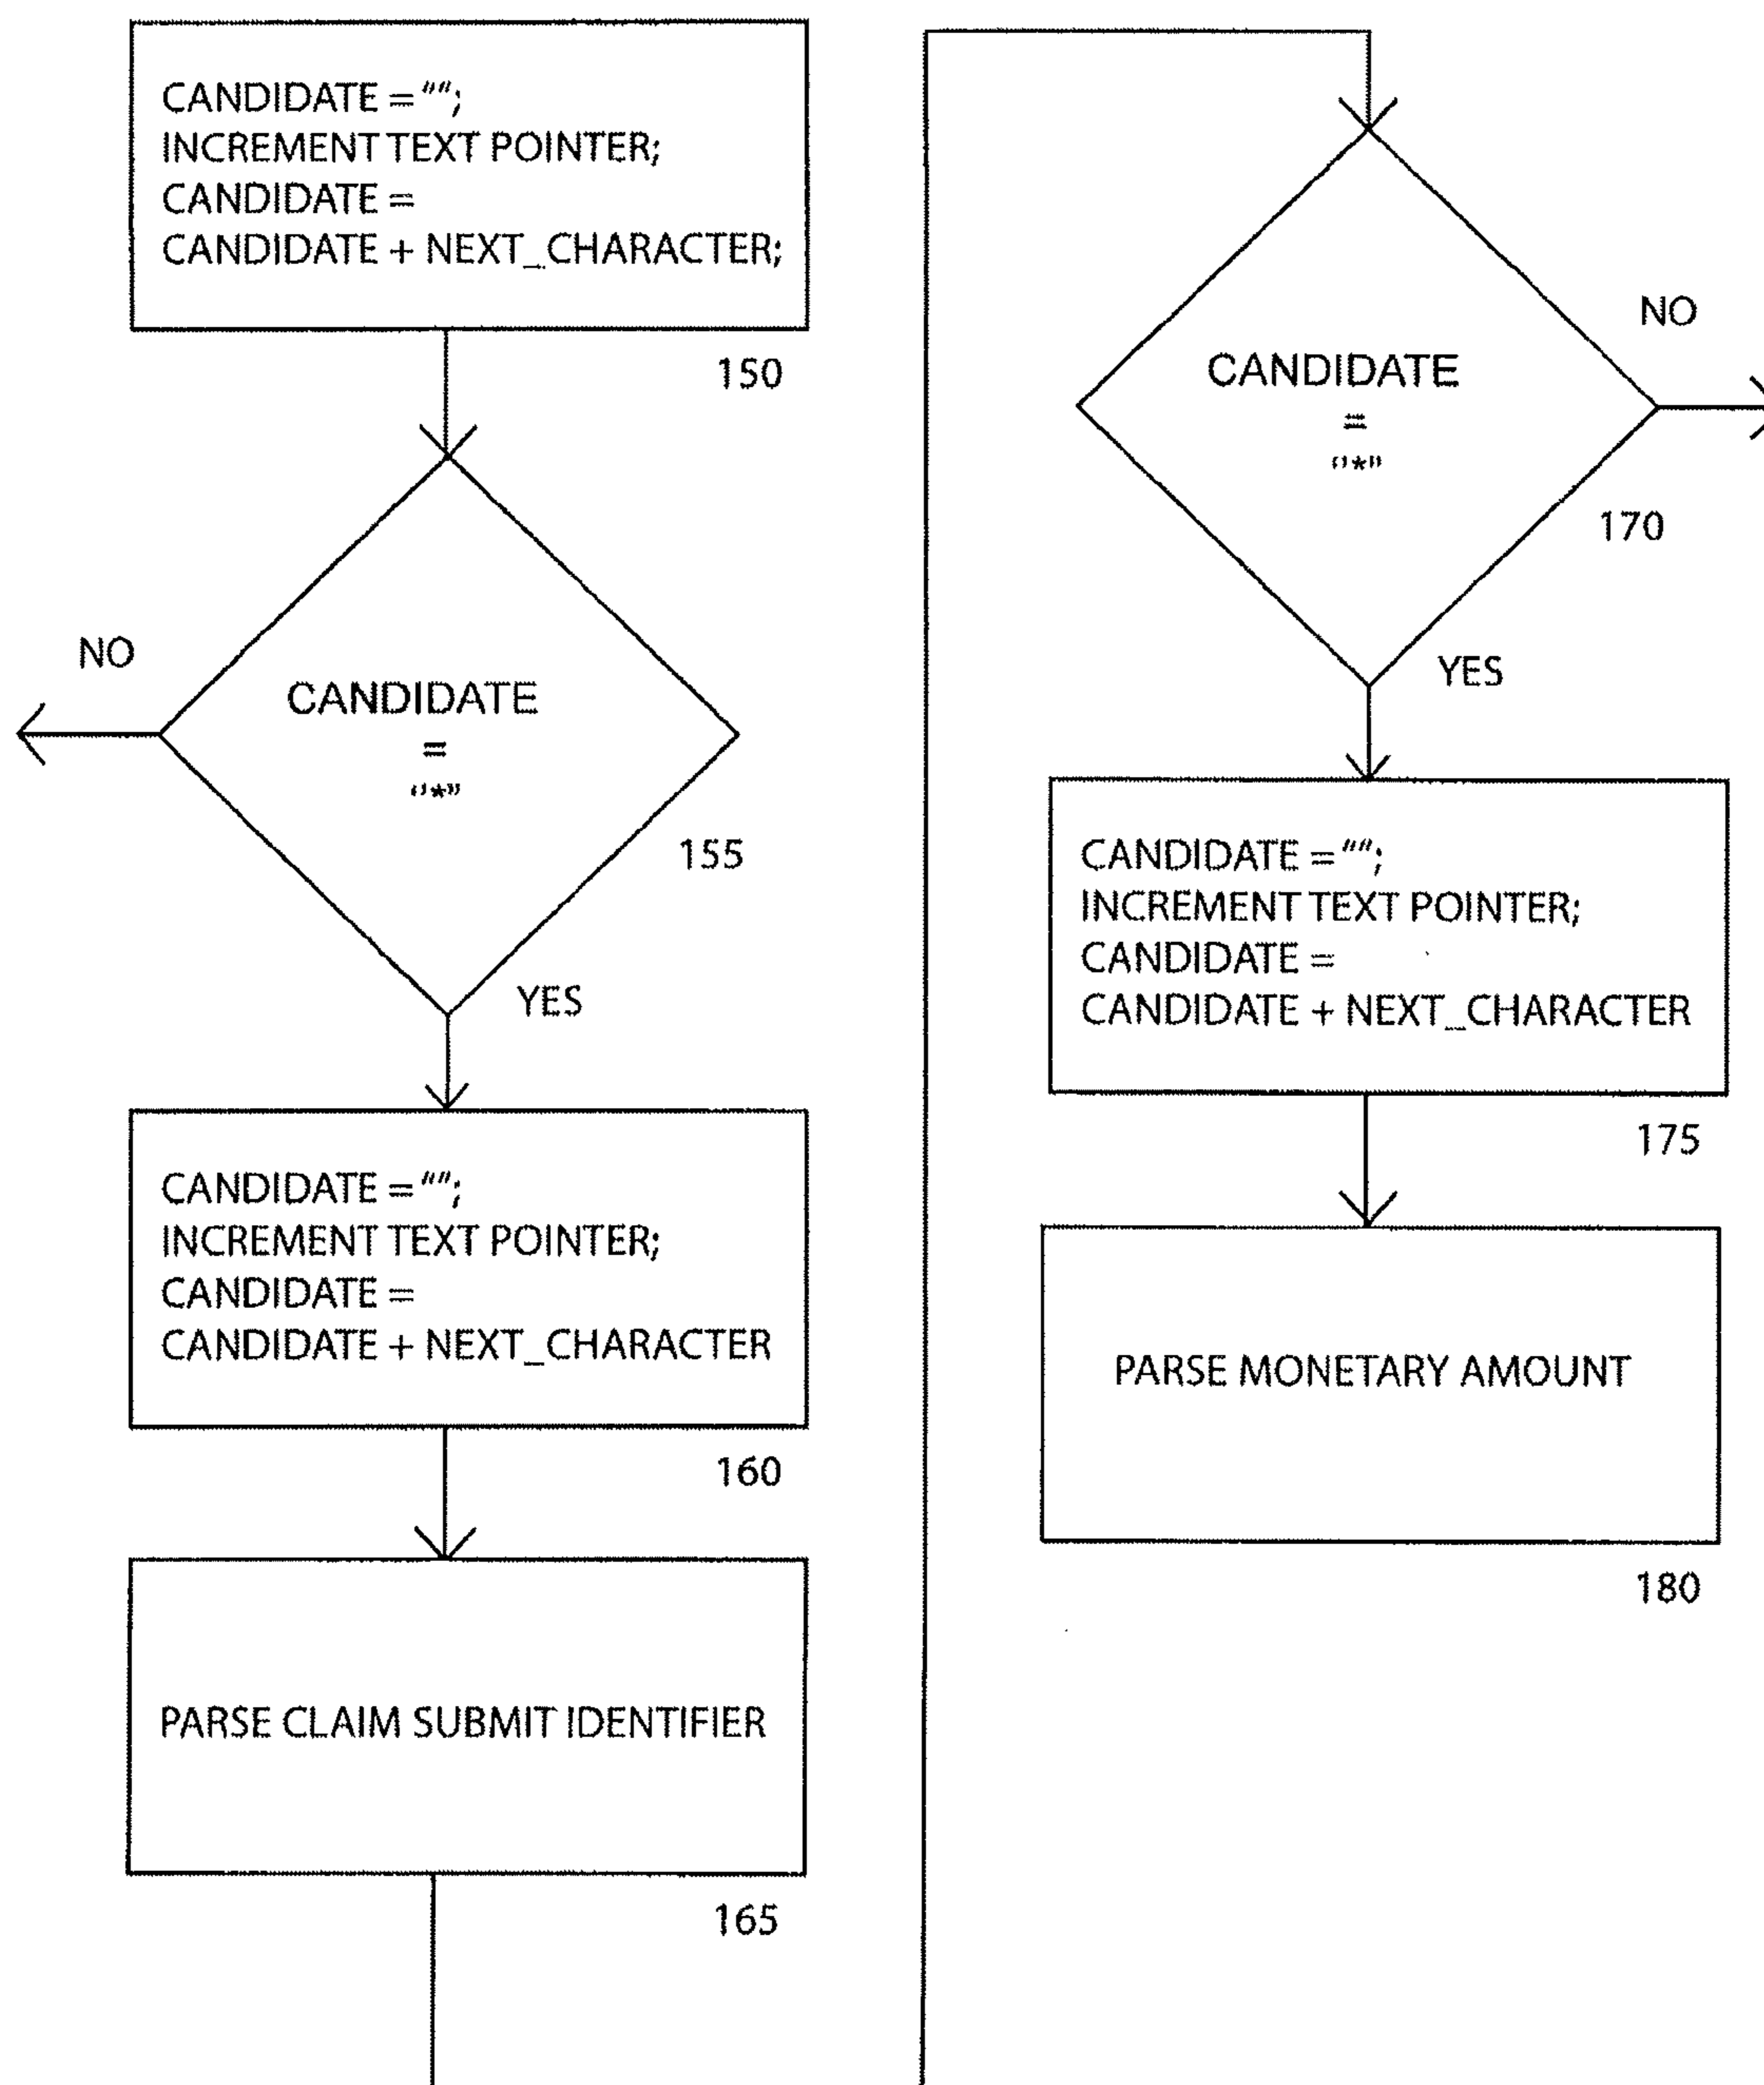 CANDIDATE = "";
INCREMENT TEXT POINTER;
CANDIDATE =
CANDIDATE + NEXT_CHARACTER;
150
NO
CANDIDATE
=
"*"
155
YES
CANDIDATE = "";
INCREMENT TEXT POINTER;
CANDIDATE =
CANDIDATE + NEXT_CHARACTER
160
PARSE CLAIM SUBMIT IDENTIFIER
165
NO
CANDIDATE
=
"*"
170
YES
CANDIDATE = "";
INCREMENT TEXT POINTER;
CANDIDATE =
CANDIDATE + NEXT_CHARACTER
175
PARSE MONETARY AMOUNT
180